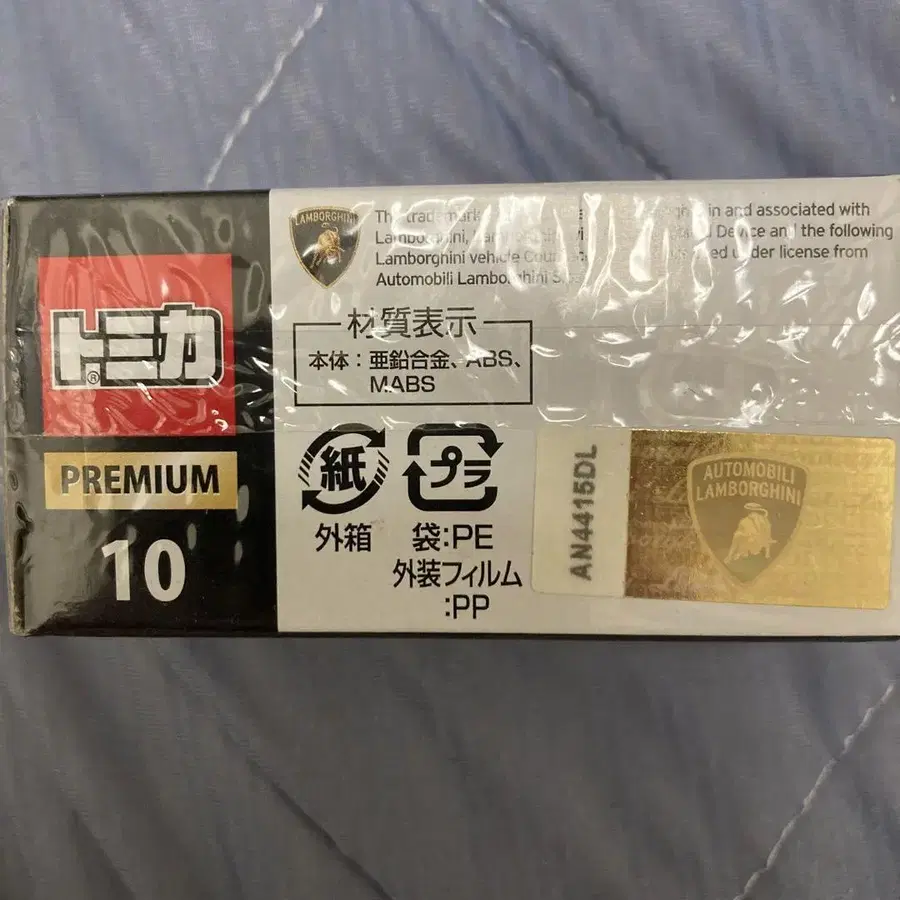 トミカ
®
PREMIUM
10
LAMBORGHINI
The trademarks
Lamborghini, and associated with
Device and the following
Lamborghini vehicle under license from
Automobili Lamborghini
材質表示
本体：亜鉛合金、ABS、
MABS
紙
外箱
プラ
袋:PE
外装フィルム
:PP
AN4415DL
AUTOMOBILI
LAMBORGHINI